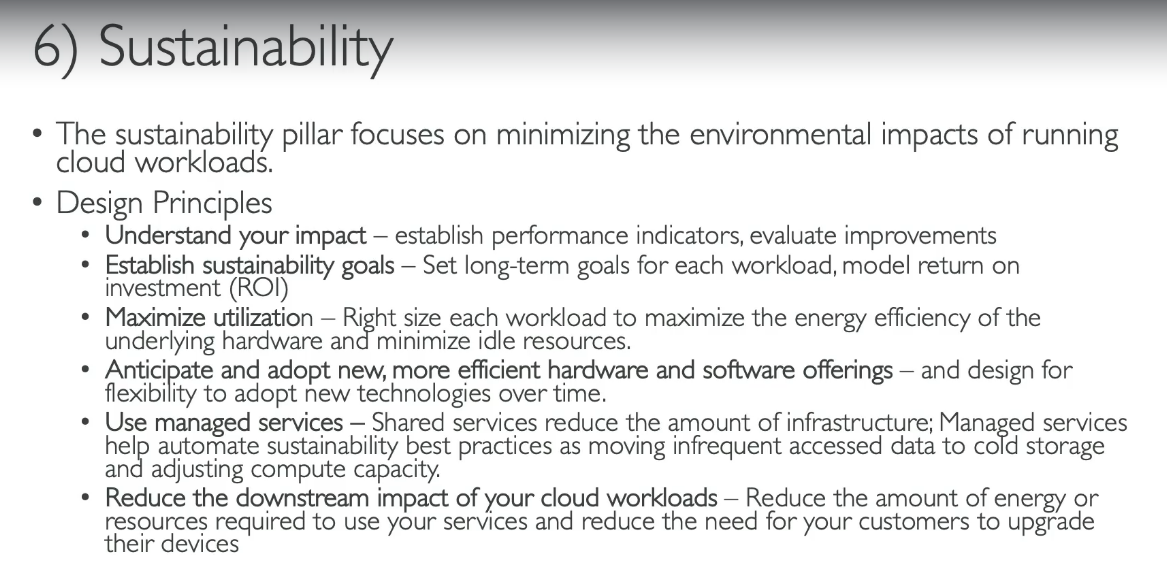 6) Sustainability
• The sustainability pillar focuses on minimizing the environmental impacts of running
cloud workloads.
• Design Principles
• Understand your impact – establish performance indicators, evaluate improvements
• Establish sustainability goals – Set long-term goals for each workload, model return on
investment (ROI)
• Maximize utilization – Right size each workload to maximize the energy efficiency of the
underlying hardware and minimize idle resources.
• Anticipate and adopt new, more efficient hardware and software offerings – and design for
flexibility to adopt new technologies over time.
• Use managed services – Shared services reduce the amount of infrastructure; Managed services
help automate sustainability best practices as moving infrequent accessed data to cold storage
and adjusting compute capacity.
• Reduce the downstream impact of your cloud workloads – Reduce the amount of energy or
resources required to use your services and reduce the need for your customers to upgrade
their devices